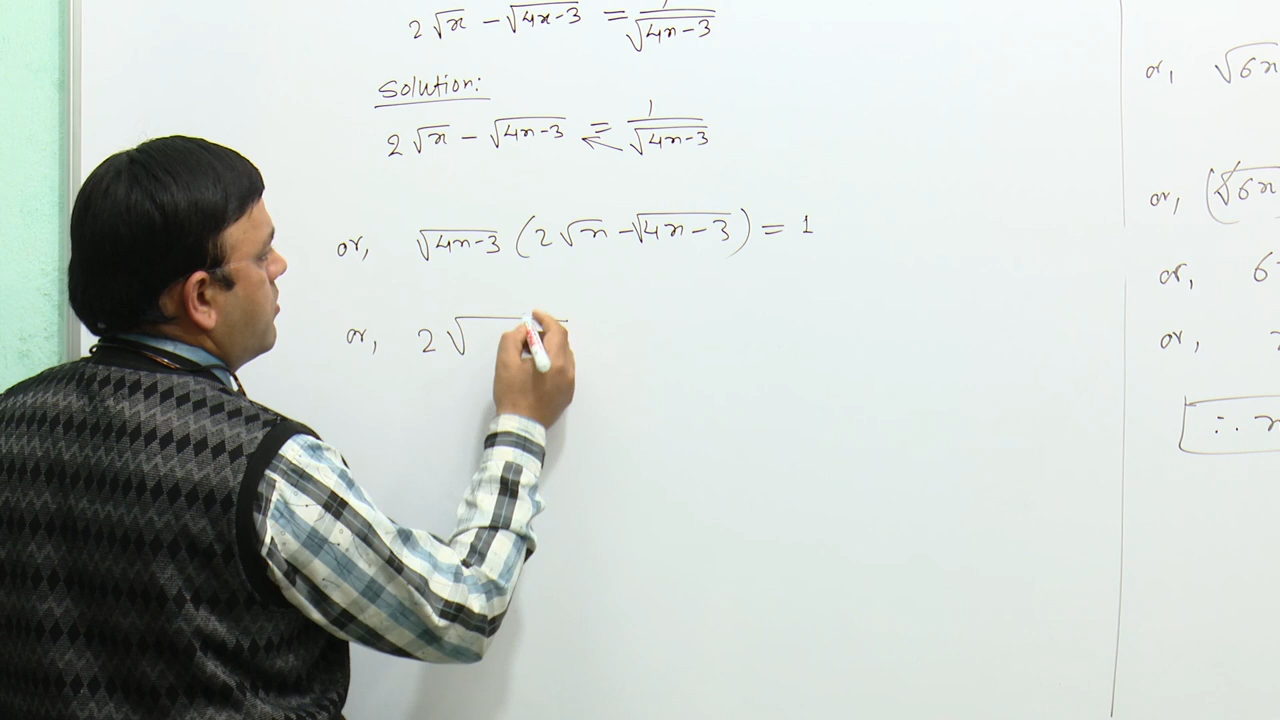 2√x - √4x-3 = 1/√4x-3
Solution:
2√x - √4x-3 = 1/√4x-3
or, √4x-3 (2√x - √4x-3) = 1
or, 2√
or, √6x
or, (√6x
or, 6
or,
∴ x